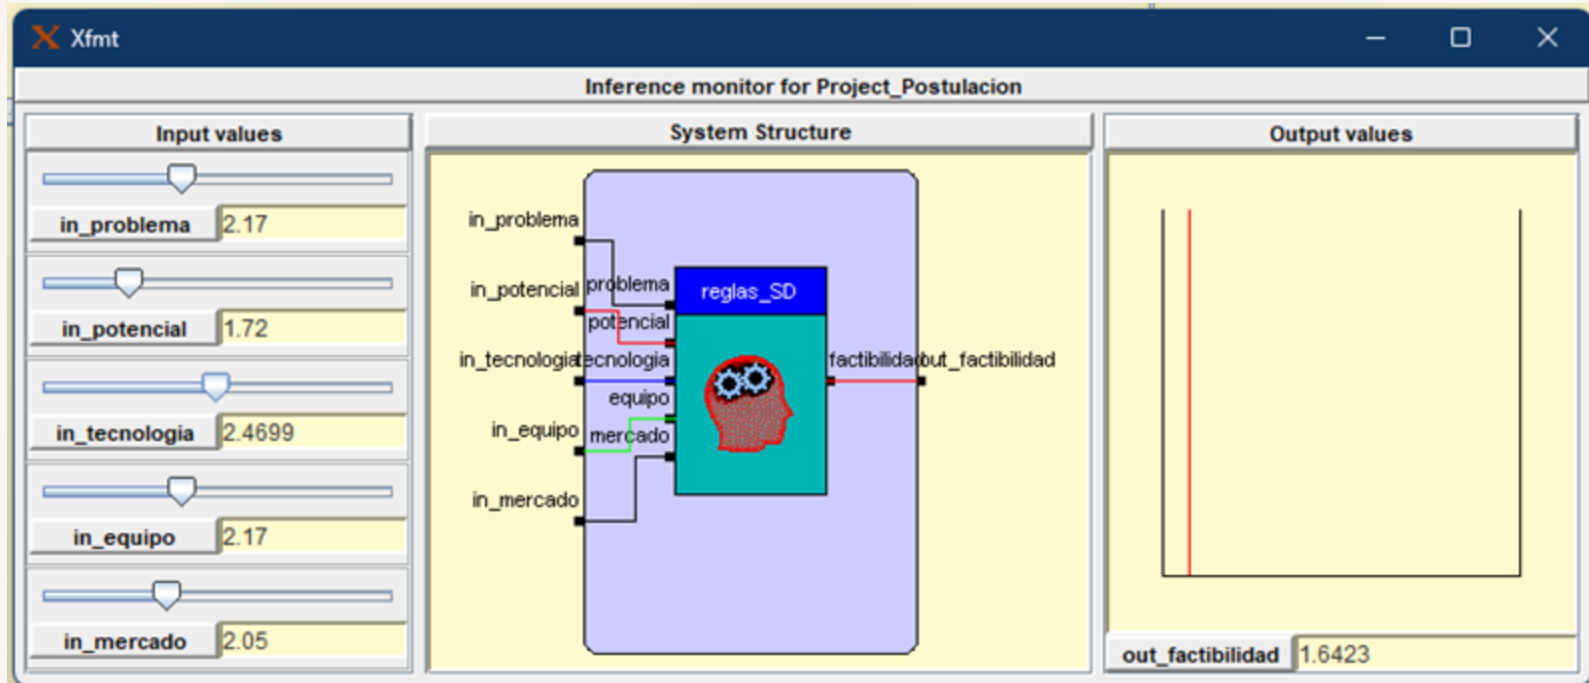 Xfmt
Inference monitor for Project_Postulacion
Input values
in_problema 2.17
in_potencial 1.72
in_tecnologia 2.4699
in_equipo 2.17
in_mercado 2.05
System Structure
in_problema
in_potencial
in_tecnologia
in_equipo
in_mercado
problema
potencial
tecnologia
equipo
mercado
reglas_SD
factibilidad
out_factibilidad
Output values
out_factibilidad 1.6423